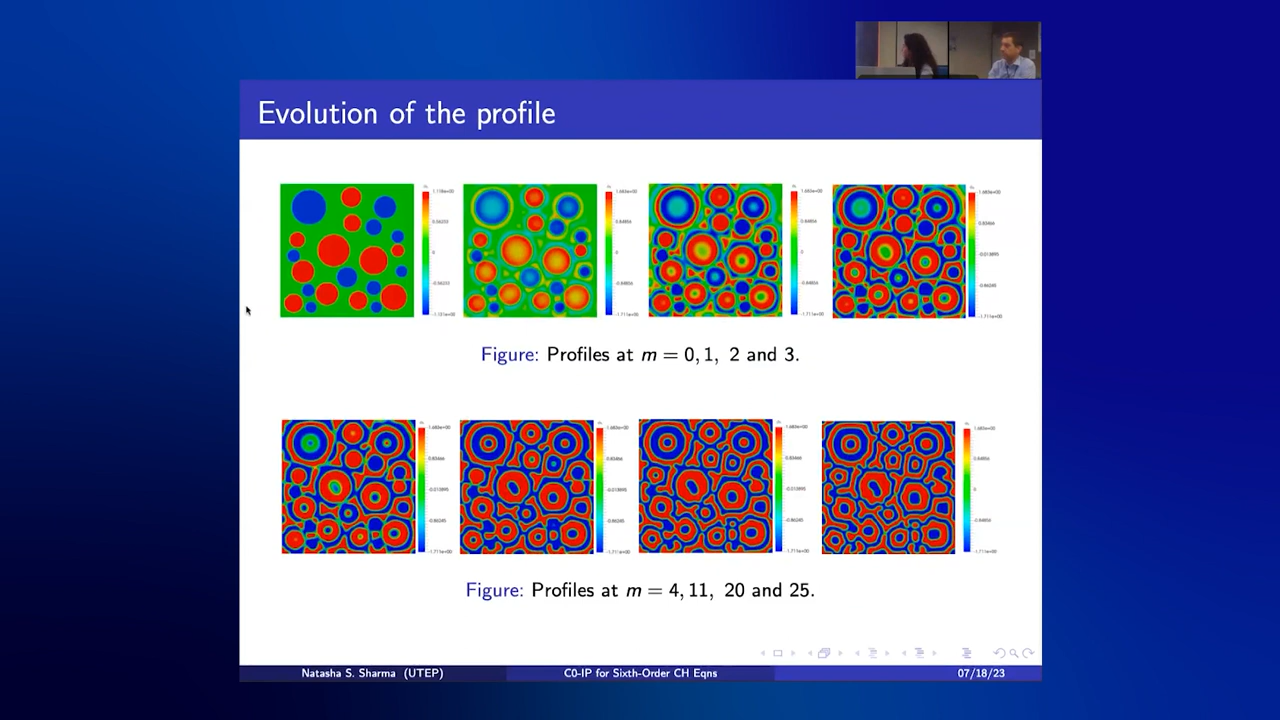 Evolution of the profile
Figure: Profiles at m = 0, 1, 2 and 3.
Figure: Profiles at m = 4, 11, 20 and 25.
Natasha S. Sharma (UTEP) C0-IP for Sixth-Order CH Eqns 07/18/23